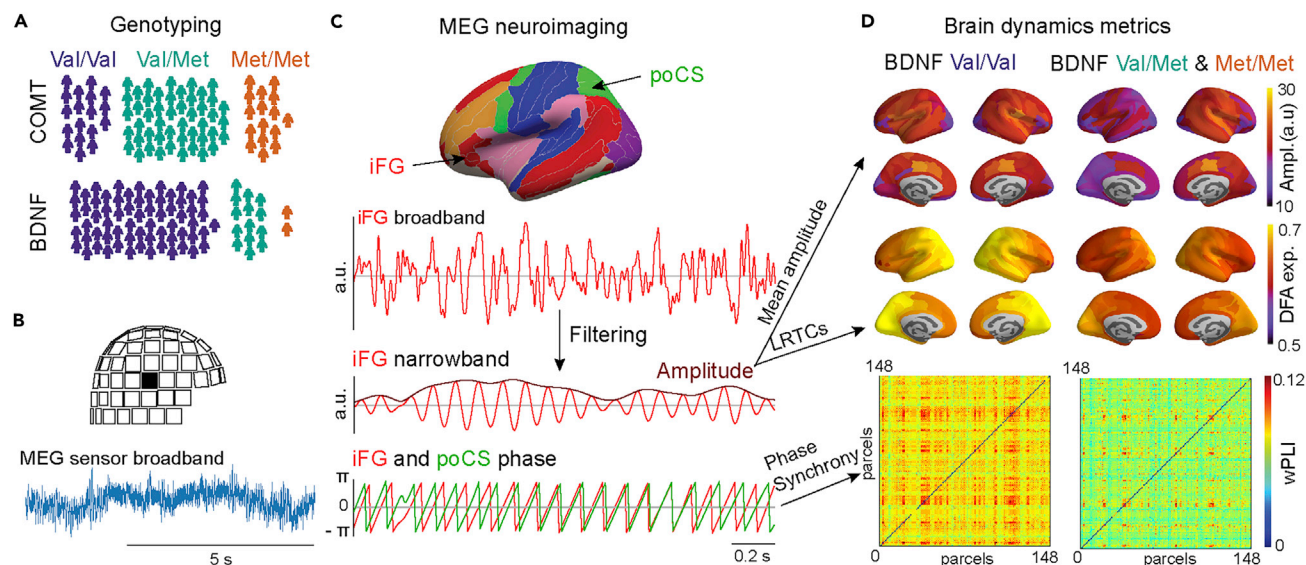 A
Genotyping
Val/Val Val/Met Met/Met
COMT
BDNF
B
MEG sensor broadband
5 s
C
MEG neuroimaging
poCS
iFG
iFG broadband
a.u.
Filtering
iFG narrowband
Amplitude
a.u.
iFG and poCS phase
π
0
- π
0.2 s
Mean amplitude
LRTCs
Phase
Synchrony
D
Brain dynamics metrics
BDNF Val/Val
BDNF Val/Met & Met/Met
30
Ampl.(a.u)
10
0.7
DFA exp.
0.5
148
parcels
0
parcels
148
148
0
parcels
148
0.12
wPLI
0